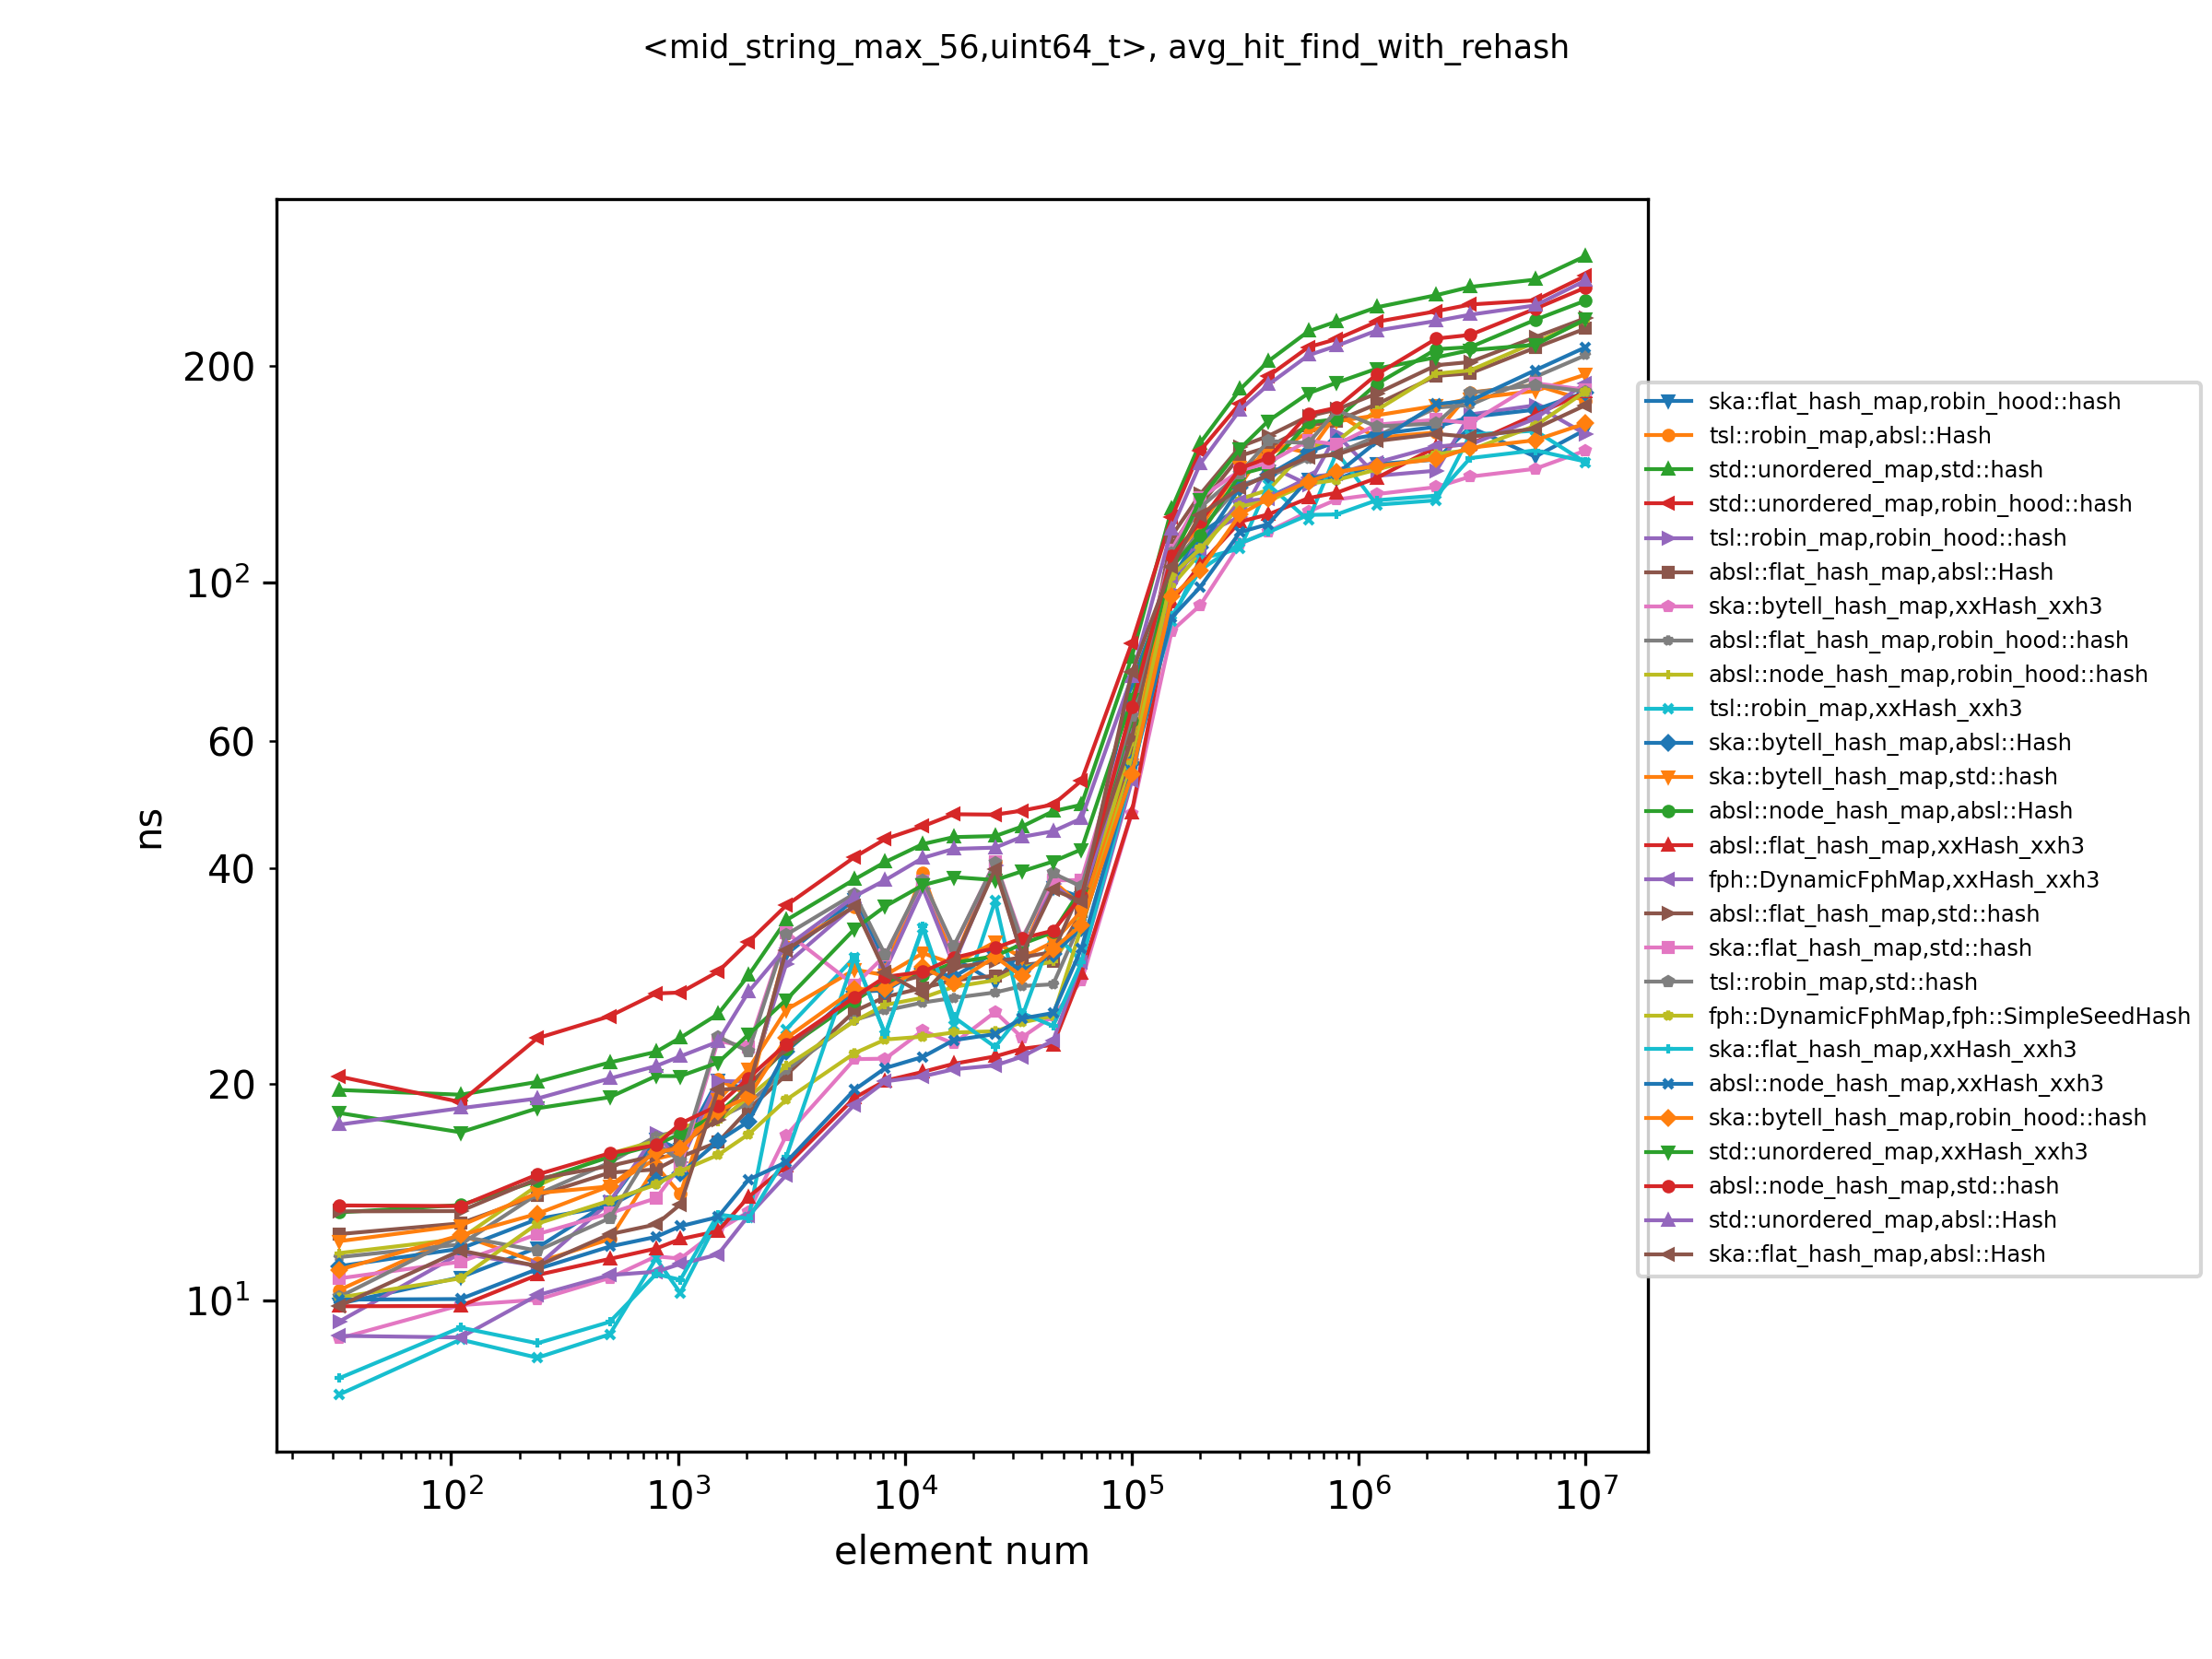 <mid_string_max_56,uint64_t>, avg_hit_find_with_rehash
200
10²
60
40
20
10¹
ns
10² 10³ 10⁴ 10⁵ 10⁶ 10⁷
element num
ska::flat_hash_map,robin_hood::hash
tsl::robin_map,absl::Hash
std::unordered_map,std::hash
std::unordered_map,robin_hood::hash
tsl::robin_map,robin_hood::hash
absl::flat_hash_map,absl::Hash
ska::bytell_hash_map,xxHash_xxh3
absl::flat_hash_map,robin_hood::hash
absl::node_hash_map,robin_hood::hash
tsl::robin_map,xxHash_xxh3
ska::bytell_hash_map,absl::Hash
ska::bytell_hash_map,std::hash
absl::node_hash_map,absl::Hash
absl::flat_hash_map,xxHash_xxh3
fph::DynamicFphMap,xxHash_xxh3
absl::flat_hash_map,std::hash
ska::flat_hash_map,std::hash
tsl::robin_map,std::hash
fph::DynamicFphMap,fph::SimpleSeedHash
ska::flat_hash_map,xxHash_xxh3
absl::node_hash_map,xxHash_xxh3
ska::bytell_hash_map,robin_hood::hash
std::unordered_map,xxHash_xxh3
absl::node_hash_map,std::hash
std::unordered_map,absl::Hash
ska::flat_hash_map,absl::Hash